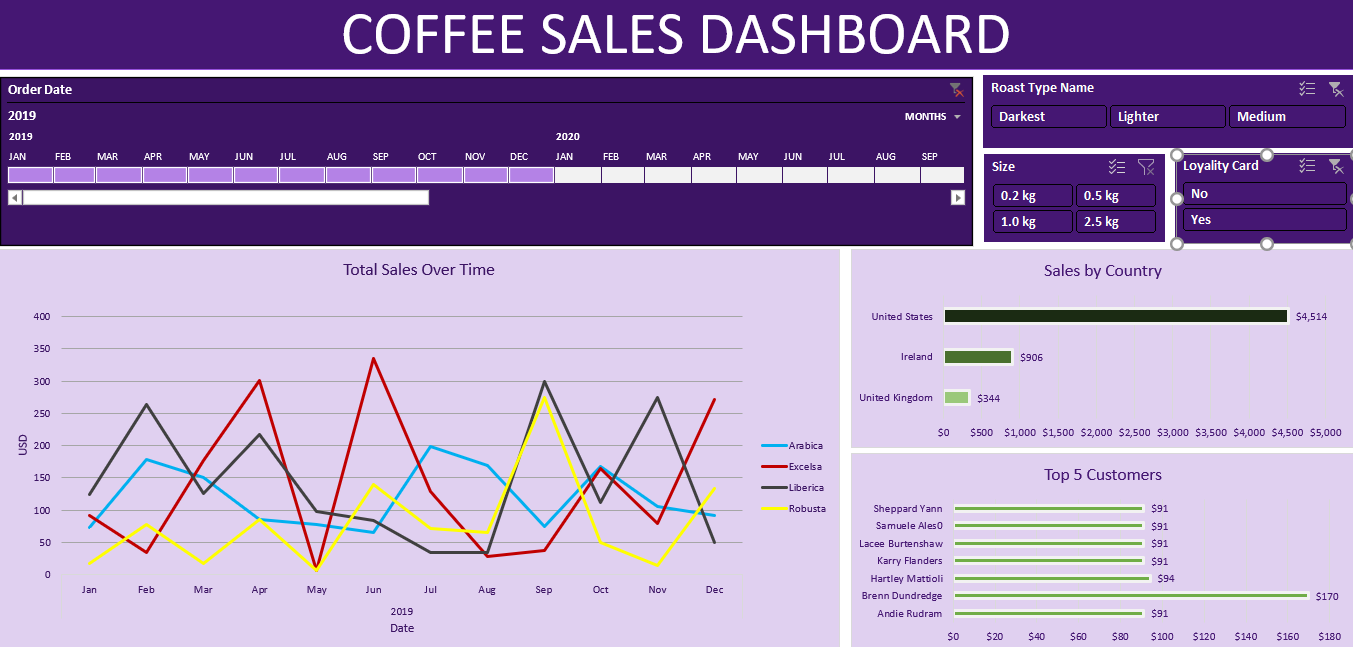 COFFEE SALES DASHBOARD
Order Date
2019
MONTHS
2019 2020
JAN FEB MAR APR MAY JUN JUL AUG SEP OCT NOV DEC JAN FEB MAR APR MAY JUN JUL AUG SEP
Roast Type Name
Darkest Lighter Medium
Size
0.2 kg 0.5 kg
1.0 kg 2.5 kg
Loyality Card
No
Yes
Total Sales Over Time
400
350
300
250
200
150
100
50
0
USD
Jan Feb Mar Apr May Jun Jul Aug Sep Oct Nov Dec
2019
Date
Arabica
Excelsa
Liberica
Robusta
Sales by Country
United States $4,514
Ireland $906
United Kingdom $344
$0 $500 $1,000 $1,500 $2,000 $2,500 $3,000 $3,500 $4,000 $4,500 $5,000
Top 5 Customers
Sheppard Yann $91
Samuele Ales0 $91
Lacee Burtenshaw $91
Karry Flanders $91
Hartley Mattioli $94
Brenn Dundredge $170
Andie Rudram $91
$0 $20 $40 $60 $80 $100 $120 $140 $160 $180